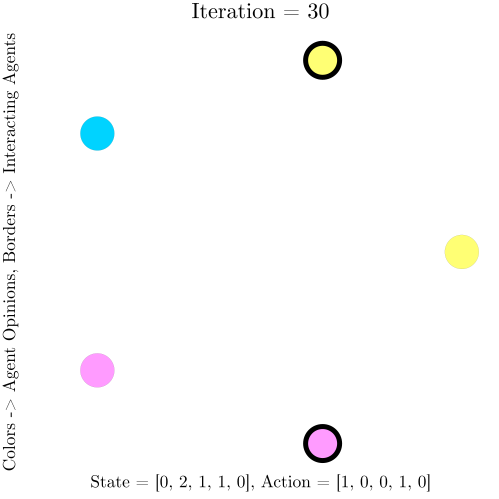 Iteration = 30
Colors -> Agent Opinions, Borders -> Interacting Agents
State = [0, 2, 1, 1, 0], Action = [1, 0, 0, 1, 0]